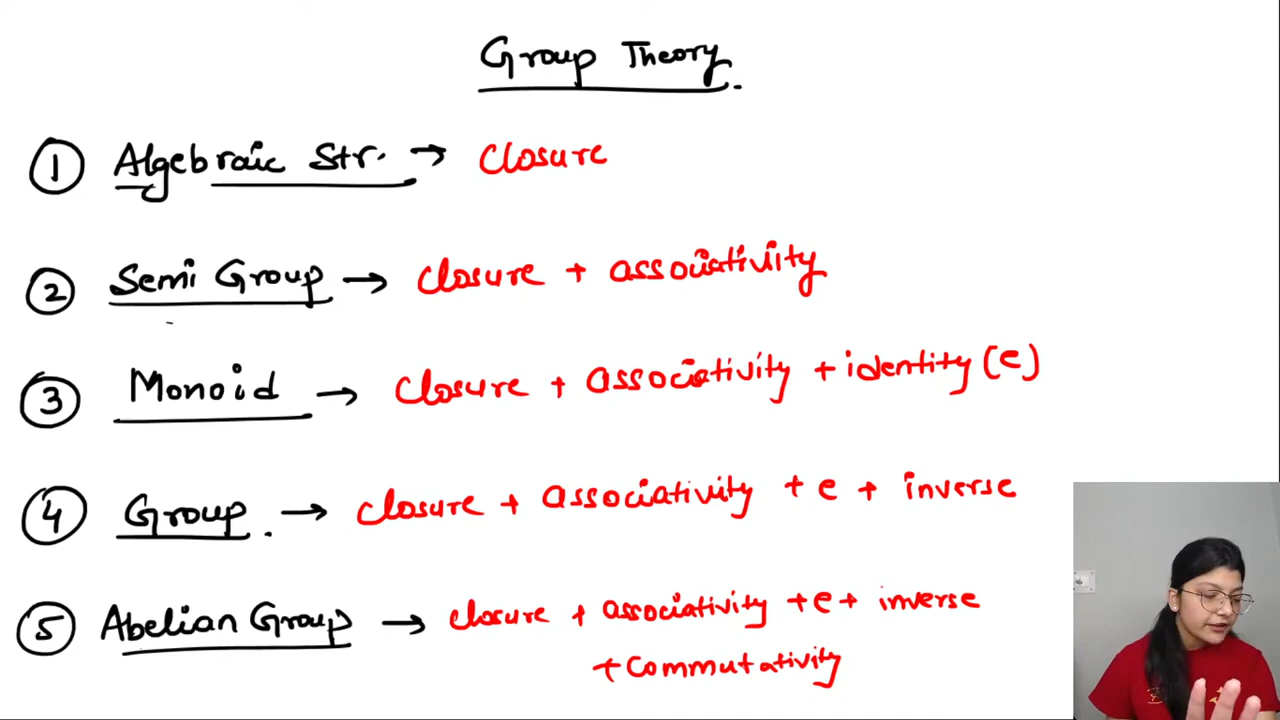 Group Theory.
① Algebraic Str. → closure
② Semi Group → closure + associativity
③ Monoid → closure + associativity + identity (e)
④ Group. → closure + associativity + e + inverse
⑤ Abelian Group → closure + associativity + e + inverse
+ Commutativity